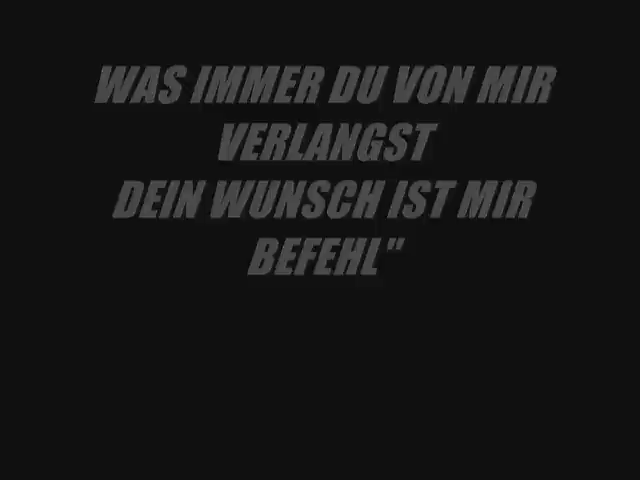 WAS IMMER DU VON MIR
VERLANGST
DEIN WUNSCH IST MIR
BEFEHL"